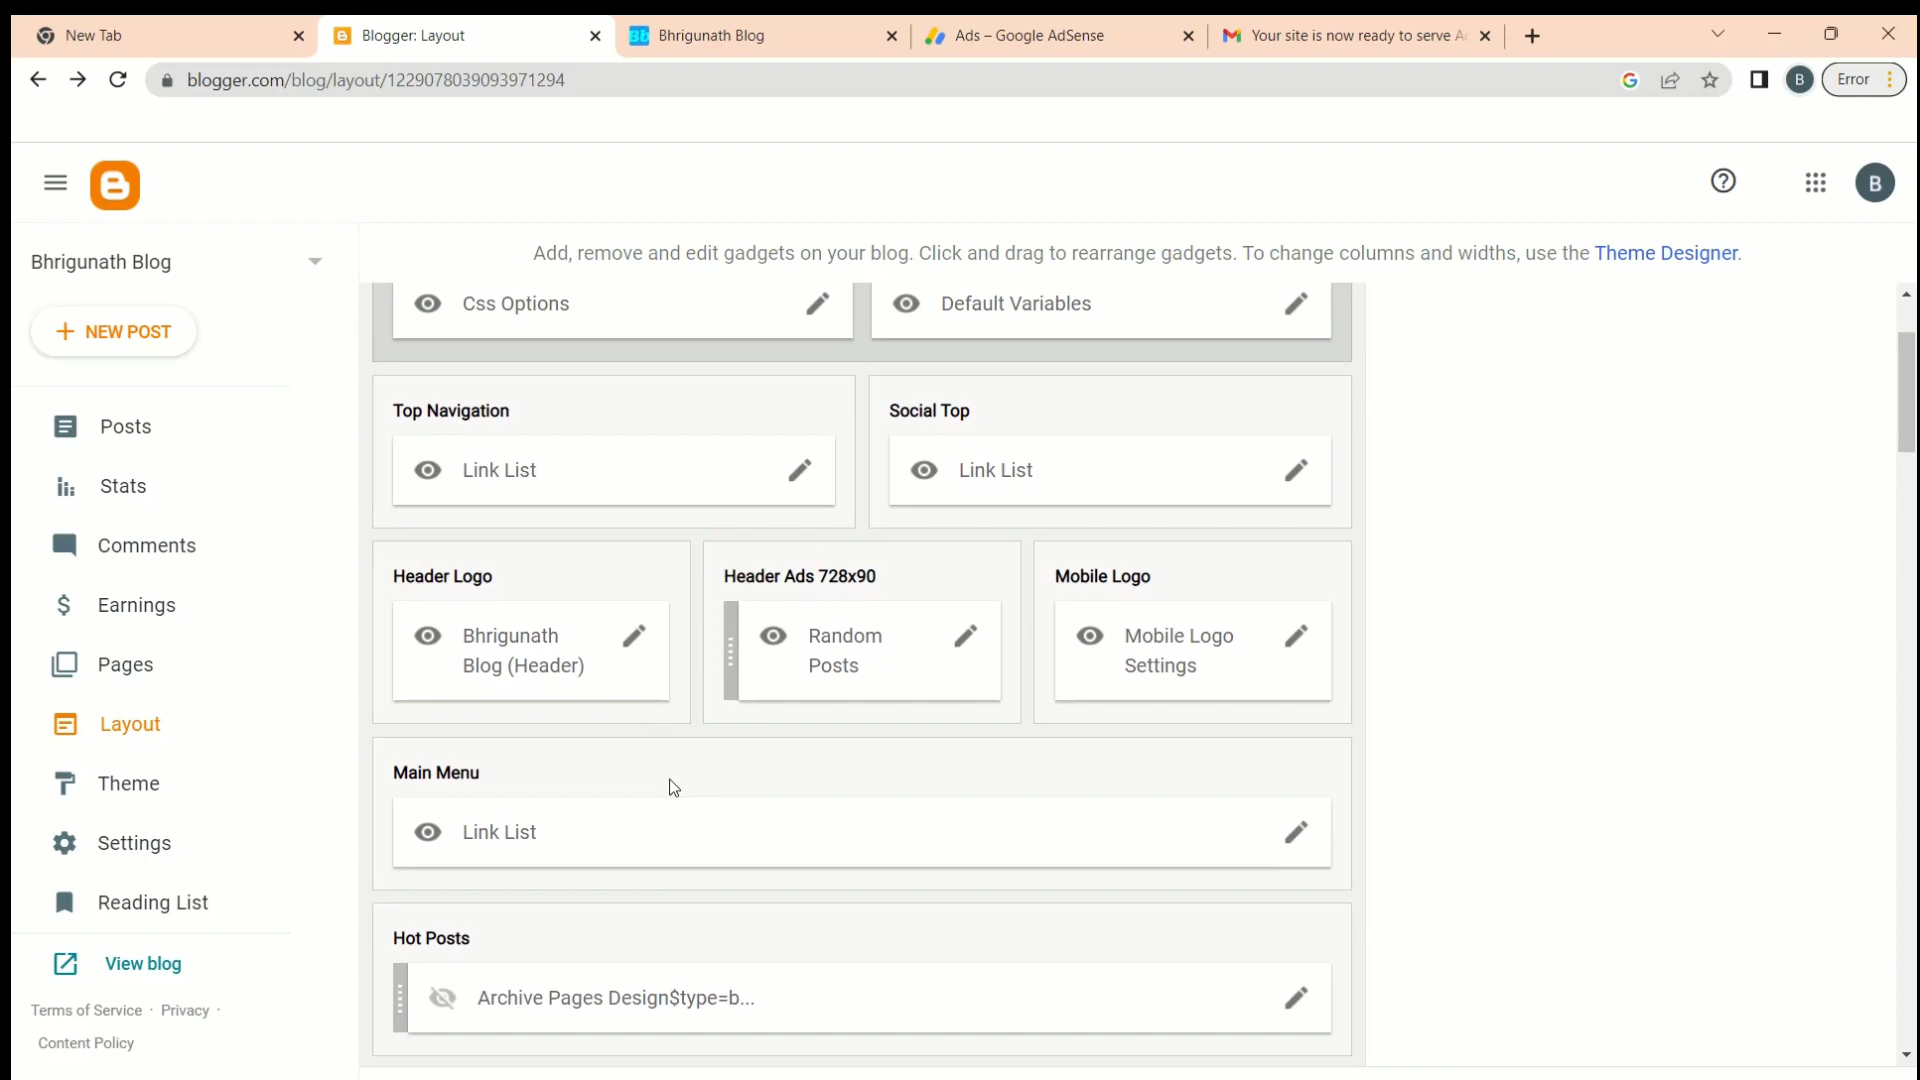 New Tab
Blogger: Layout
Bhrigunath Blog
Ads – Google AdSense
Your site is now ready to serve A
blogger.com/blog/layout/1229078039093971294
B
Error
B
Bhrigunath Blog
NEW POST
Posts
Stats
Comments
Earnings
Pages
Layout
Theme
Settings
Reading List
View blog
Terms of Service · Privacy ·
Content Policy
Add, remove and edit gadgets on your blog. Click and drag to rearrange gadgets. To change columns and widths, use the Theme Designer.
Css Options
Default Variables
Top Navigation
Link List
Social Top
Link List
Header Logo
Bhrigunath
Blog (Header)
Header Ads 728x90
Random
Posts
Mobile Logo
Mobile Logo
Settings
Main Menu
Link List
Hot Posts
Archive Pages Design$type=b...